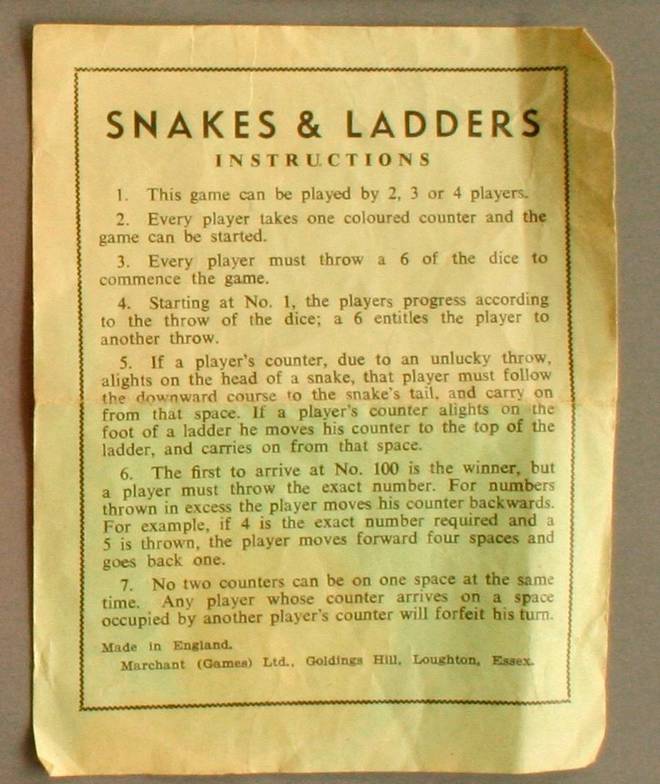 SNAKES & LADDERS
INSTRUCTIONS
1. This game can be played by 2, 3 or 4 players.
2. Every player takes one coloured counter and the
game can be started.
3. Every player must throw a 6 of the dice to
commence the game.
4. Starting at No. 1, the players progress according
to the throw of the dice; a 6 entitles the player to
another throw.
5. If a player's counter, due to an unlucky throw,
alights on the head of a snake, that player must follow
the downward course to the snake's tail, and carry on
from that space. If a player's counter alights on the
foot of a ladder he moves his counter to the top of the
ladder, and carries on from that space.
6. The first to arrive at No. 100 is the winner, but
a player must throw the exact number. For numbers
thrown in excess the player moves his counter backwards.
For example, if 4 is the exact number required and a
5 is thrown, the player moves forward four spaces and
goes back one.
7. No two counters can be on one space at the same
time. Any player whose counter arrives on a space
occupied by another player's counter will forfeit his turn.
Made in England.
Marchant (Games) Ltd., Goldings Hill, Loughton, Essex.